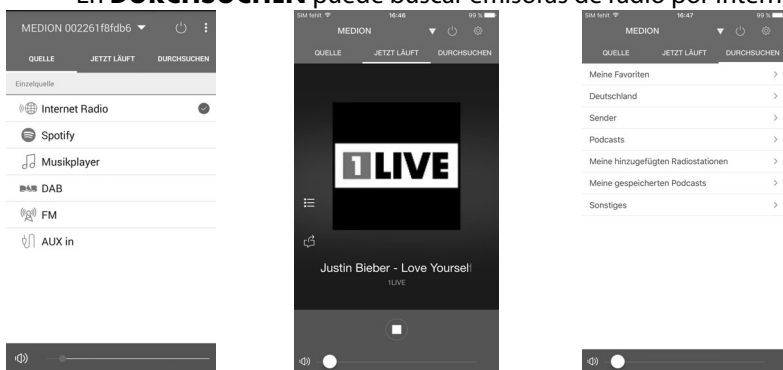 En DURCHSUCHEN puede buscar emisoras de radio por Intern
MEDION 002261f8fdb6
QUELLE JETZT LÄUFT DURCHSUCHEN
Einzelquelle
Internet Radio
Spotify
Musikplayer
DAB DAB
FM
AUX in
SIM fehlt 16:46 99 %
MEDION
QUELLE JETZT LÄUFT DURCHSUCHEN
1LIVE
Justin Bieber - Love Yourself
1LIVE
SIM fehlt 16:47 99 %
MEDION
QUELLE JETZT LÄUFT DURCHSUCHEN
Meine Favoriten
Deutschland
Sender
Podcasts
Meine hinzugefügten Radiostationen
Meine gespeicherten Podcasts
Sonstiges